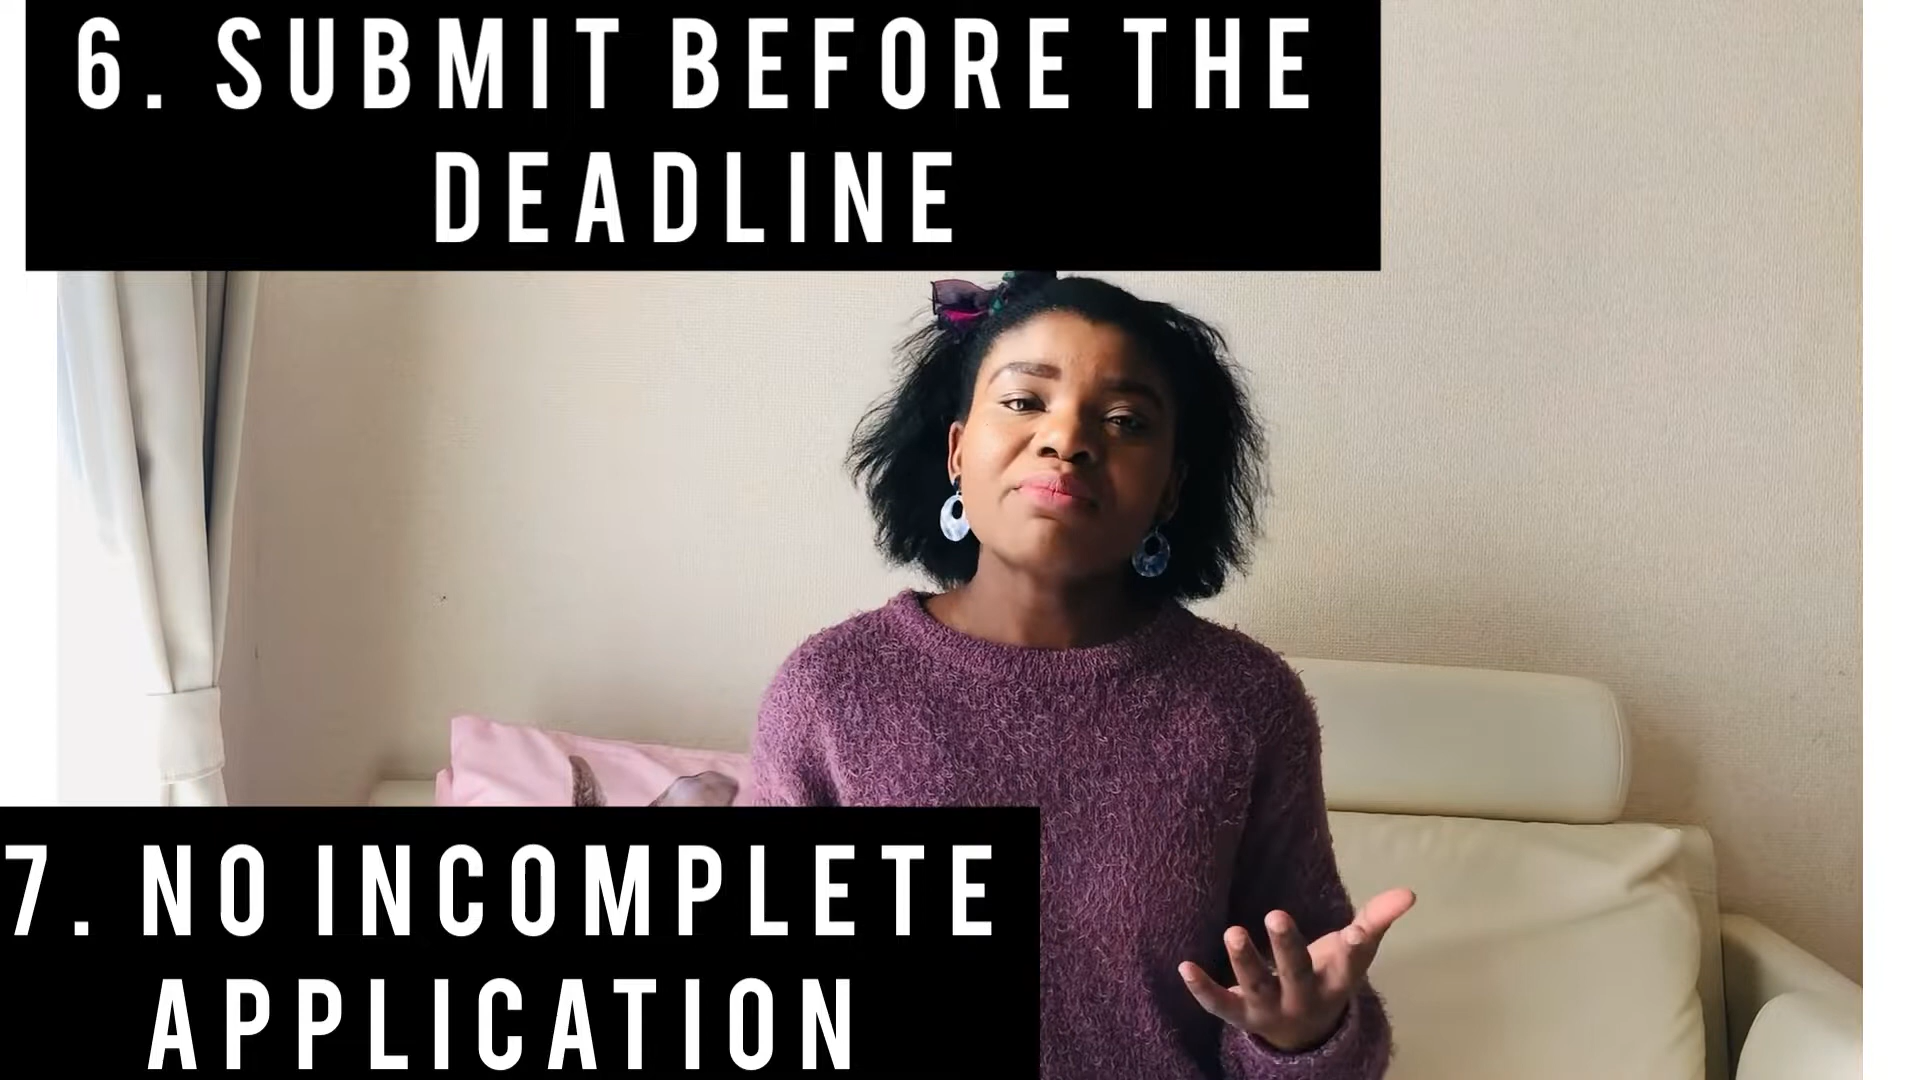 6. SUBMIT BEFORE THE
DEADLINE
7. NO INCOMPLETE
APPLICATION